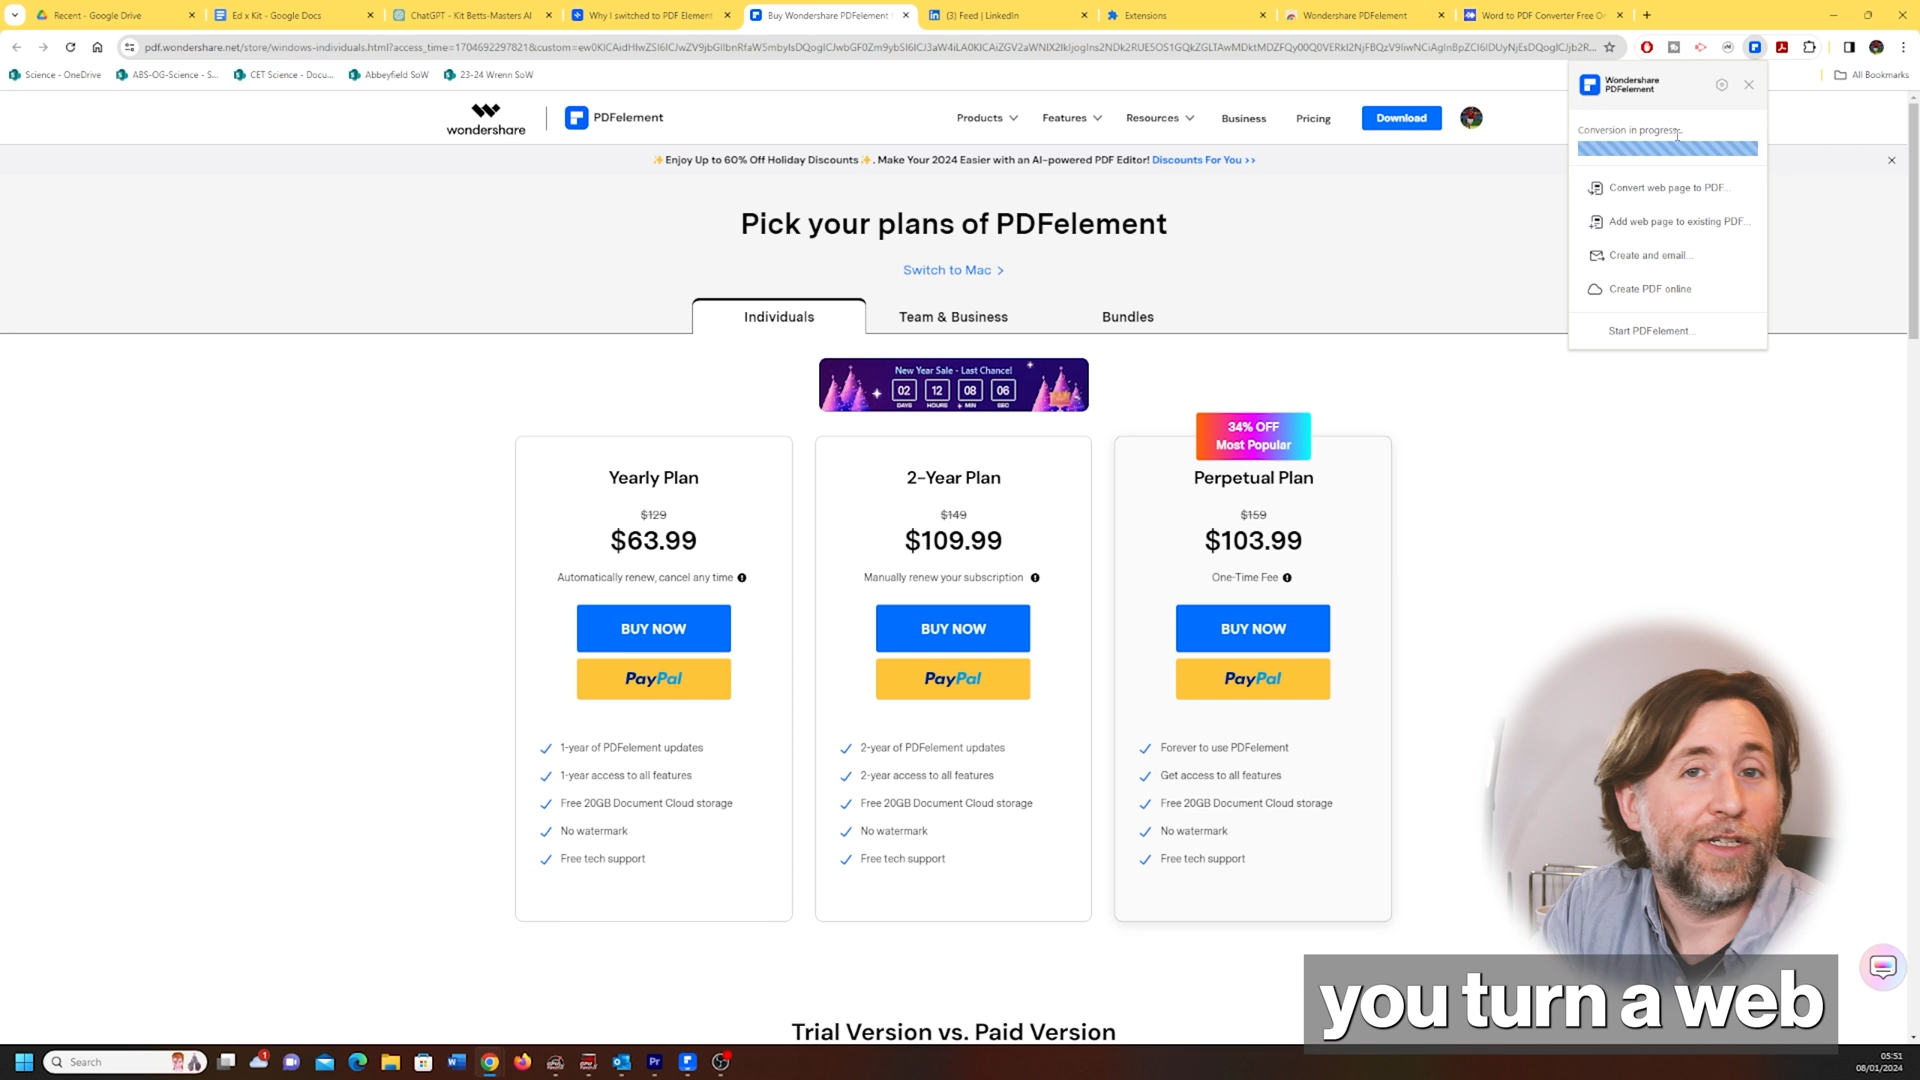 Recent - Google Drive
Ed x Kit - Google Docs
ChatGPT - Kit Betts-Masters AI
Why I switched to PDF Element
Buy Wondershare PDFelement
(3) Feed | LinkedIn
Extensions
Wondershare PDFelement
Word to PDF Converter Free O
Science - OneDrive
ABS-OG-Science - S...
CET Science - Docu...
Abbeyfield SoW
23-24 Wrenn SoW
All Bookmarks
wondershare
PDFelement
Products
Features
Resources
Business
Pricing
Download
✨Enjoy Up to 60% Off Holiday Discounts✨. Make Your 2024 Easier with an AI-powered PDF Editor! Discounts For You >>
Wondershare
PDFelement
Conversion in progress..
Convert web page to PDF...
Add web page to existing PDF...
Create and email...
Create PDF online
Start PDFelement...
Pick your plans of PDFelement
Switch to Mac >
Individuals
Team & Business
Bundles
New Year Sale - Last Chance!
02 12 08 06
DAYS HOURS MIN SEC
34% OFF
Most Popular
Yearly Plan
$129
$63.99
Automatically renew, cancel any time
BUY NOW
PayPal
1-year of PDFelement updates
1-year access to all features
Free 20GB Document Cloud storage
No watermark
Free tech support
2-Year Plan
$149
$109.99
Manually renew your subscription
BUY NOW
PayPal
2-year of PDFelement updates
2-year access to all features
Free 20GB Document Cloud storage
No watermark
Free tech support
Perpetual Plan
$159
$103.99
One-Time Fee
BUY NOW
PayPal
Forever to use PDFelement
Get access to all features
Free 20GB Document Cloud storage
No watermark
Free tech support
you turn a web
Trial Version vs. Paid Version
Search
05:51
08/01/2024